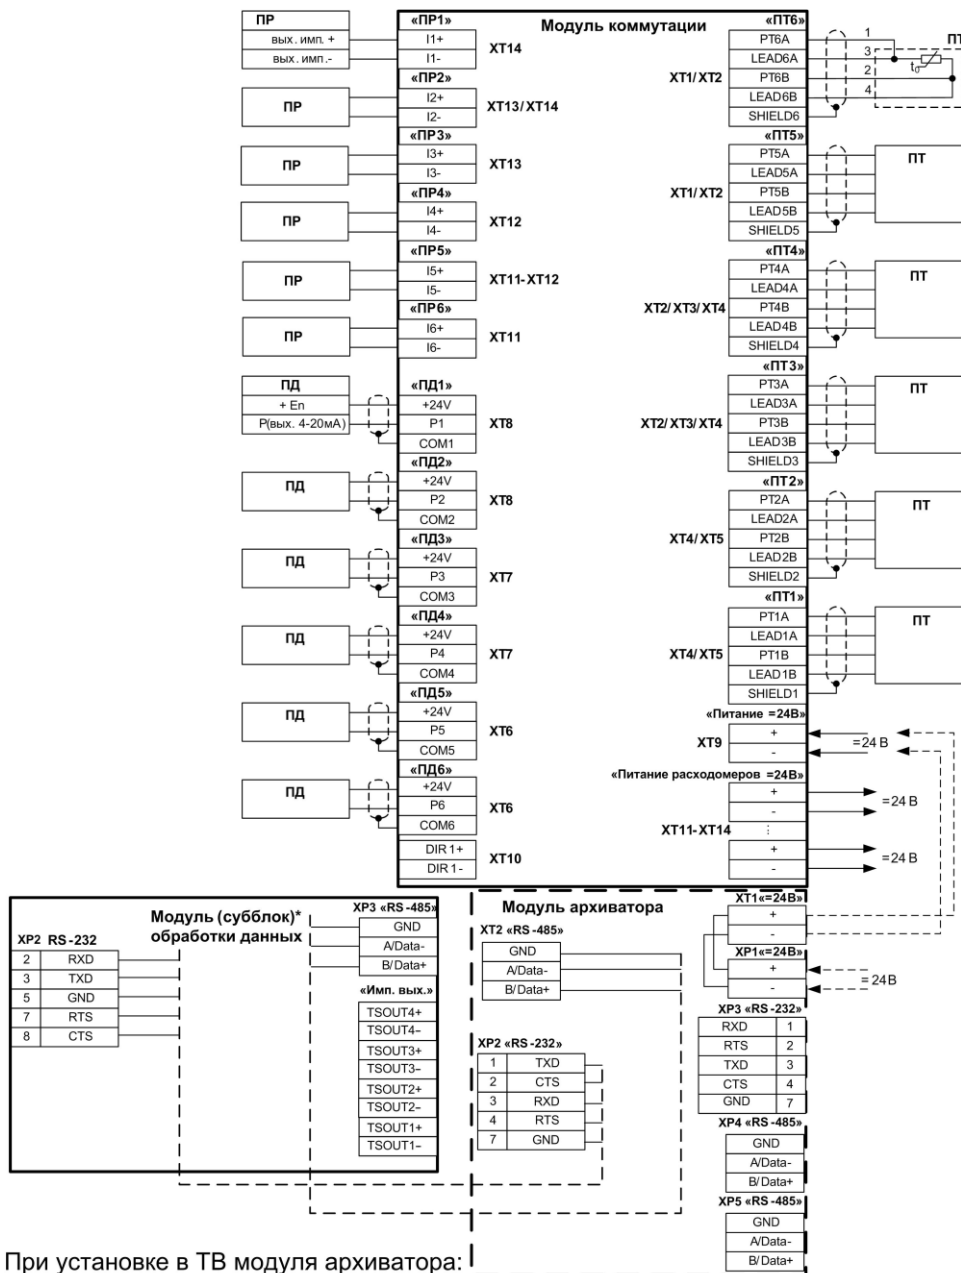 Модуль коммутации
ПР
вых. имп. +
вых. имп.-
«ПР1»
I1+
I1-
XT14
ПР
«ПР2»
I2+
I2-
XT13/XT14
ПР
«ПР3»
I3+
I3-
XT13
ПР
«ПР4»
I4+
I4-
XT12
ПР
«ПР5»
I5+
I5-
XT11-XT12
ПР
«ПР6»
I6+
I6-
XT11
ПД
+ En
P(вых. 4-20мА)
«ПД1»
+24V
P1
COM1
XT8
ПД
«ПД2»
+24V
P2
COM2
XT8
ПД
«ПД3»
+24V
P3
COM3
XT7
ПД
«ПД4»
+24V
P4
COM4
XT7
ПД
«ПД5»
+24V
P5
COM5
XT6
ПД
«ПД6»
+24V
P6
COM6
XT6
DIR 1+
DIR 1-
XT10
«ПТ6»
PT6A
LEAD6A
PT6B
LEAD6B
SHIELD6
XT1/XT2
1
3
2
4
t₀
ПТ
«ПТ5»
PT5A
LEAD5A
PT5B
LEAD5B
SHIELD5
XT1/XT2
ПТ
«ПТ4»
PT4A
LEAD4A
PT4B
LEAD4B
SHIELD4
XT2/XT3/XT4
ПТ
«ПТ3»
PT3A
LEAD3A
PT3B
LEAD3B
SHIELD3
XT2/XT3/XT4
ПТ
«ПТ2»
PT2A
LEAD2A
PT2B
LEAD2B
SHIELD2
XT4/XT5
ПТ
«ПТ1»
PT1A
LEAD1A
PT1B
LEAD1B
SHIELD1
XT4/XT5
ПТ
«Питание =24В»
XT9
+
-
=24 В
«Питание расходомеров =24В»
+
-
=24 В
XT11-XT14
+
-
=24 В
Модуль (субблок)*
обработки данных
XP2 RS-232
2 RXD
3 TXD
5 GND
7 RTS
8 CTS
XP3 «RS-485»
GND
A/Data-
B/Data+
«Имп. вых.»
TSOUT4+
TSOUT4–
TSOUT3+
TSOUT3–
TSOUT2+
TSOUT2–
TSOUT1+
TSOUT1–
Модуль архиватора
XT2 «RS-485»
GND
A/Data-
B/Data+
XP2 «RS-232»
1 TXD
2 CTS
3 RXD
4 RTS
7 GND
XT1«=24В»
+
-
XP1«=24В»
+
-
=24В
XP3 «RS-232»
RXD 1
RTS 2
TXD 3
CTS 4
GND 7
XP4 «RS-485»
GND
A/Data-
B/Data+
XP5 «RS-485»
GND
A/Data-
B/Data+
При установке в ТВ модуля архиватора: